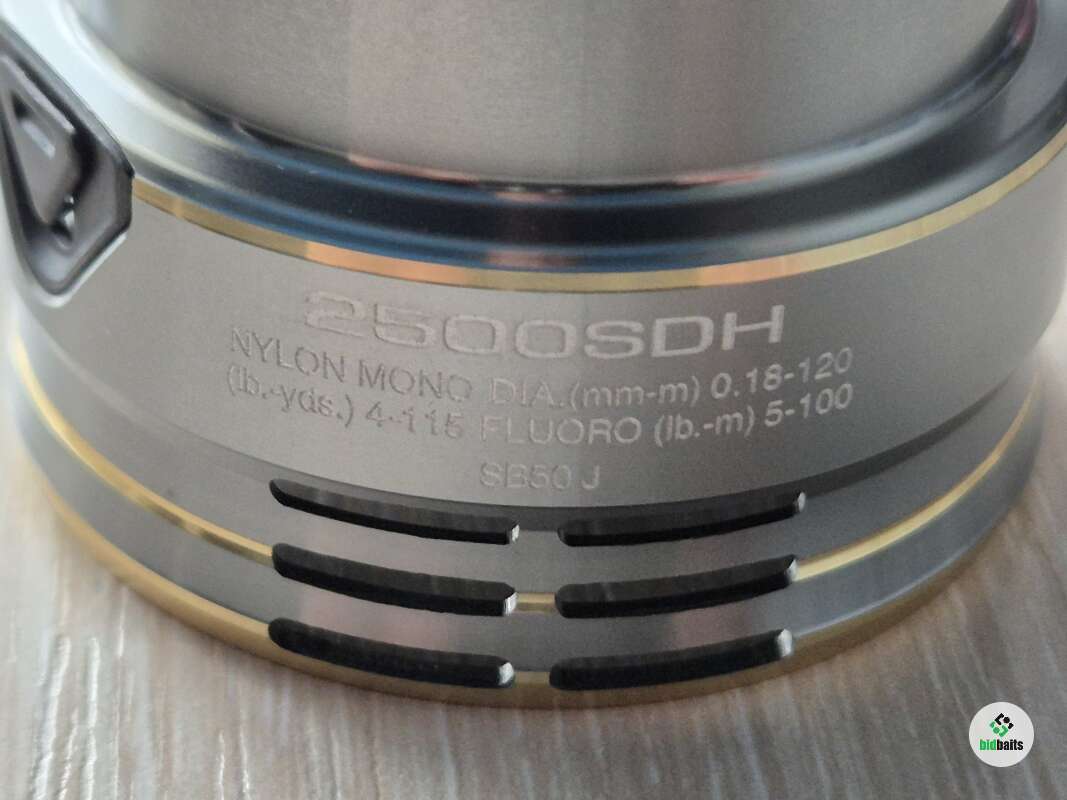 2500SDH
NYLON MONO DIA.(mm-m) 0.18-120
(lb.-yds.) 4-115 FLUORO (lb.-m) 5-100
SB50 J
bidbaits